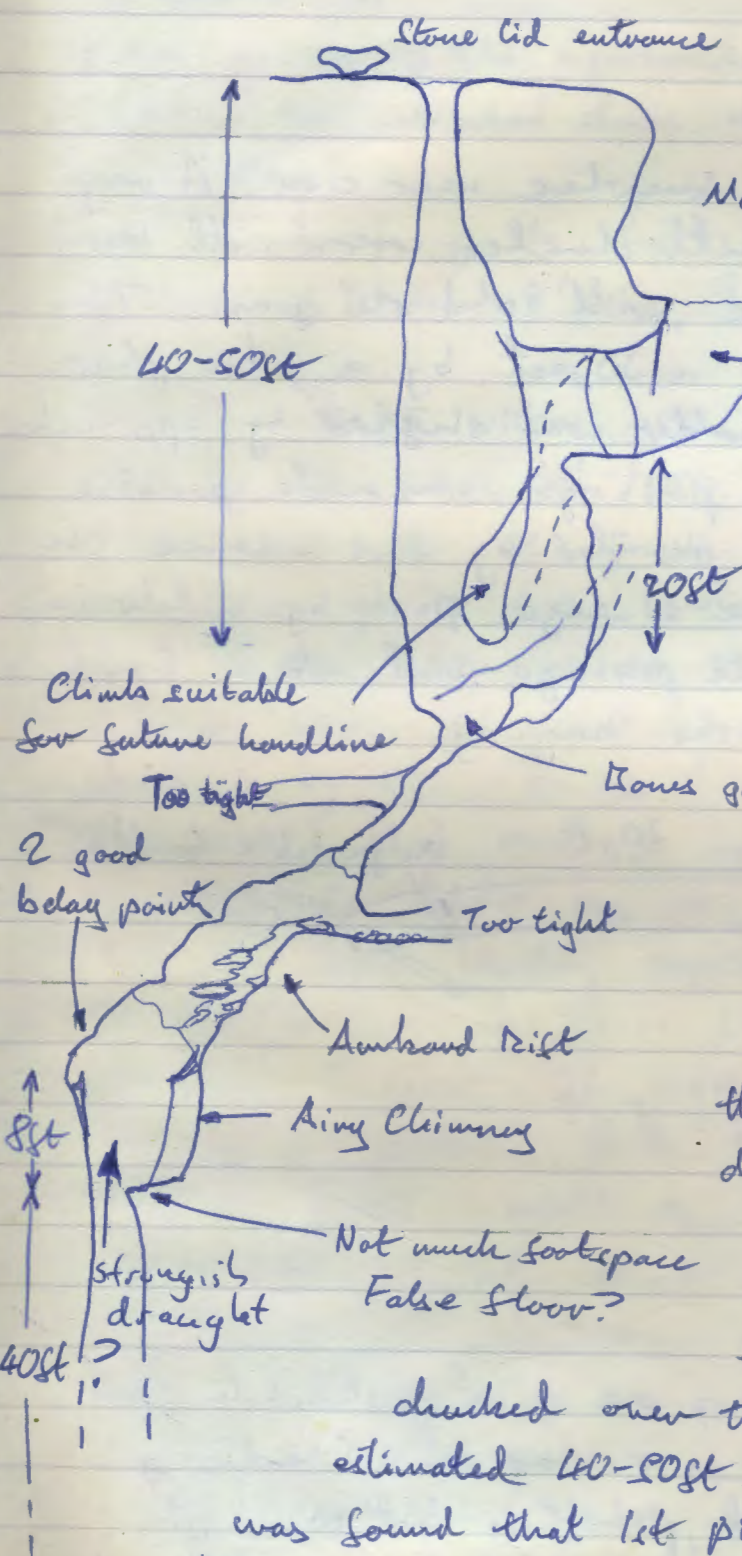 Stone lid entrance
40-50ft
20ft
Climbs suitable
for future handline
Too tight
Bones
2 good
belay points
Too tight
Awkward Rift
Airy Chimney
8ft
Not much footspace
False floor?
strongish
draught
40ft ?
chucked over
estimated 40-50ft
was found that 1st